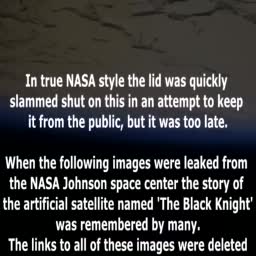 In true NASA style the lid was quickly
slammed shut on this in an attempt to keep
it from the public, but it was too late.
When the following images were leaked from
the NASA Johnson space center the story of
the artificial satellite named 'The Black Knight'
was remembered by many.
The links to all of these images were deleted